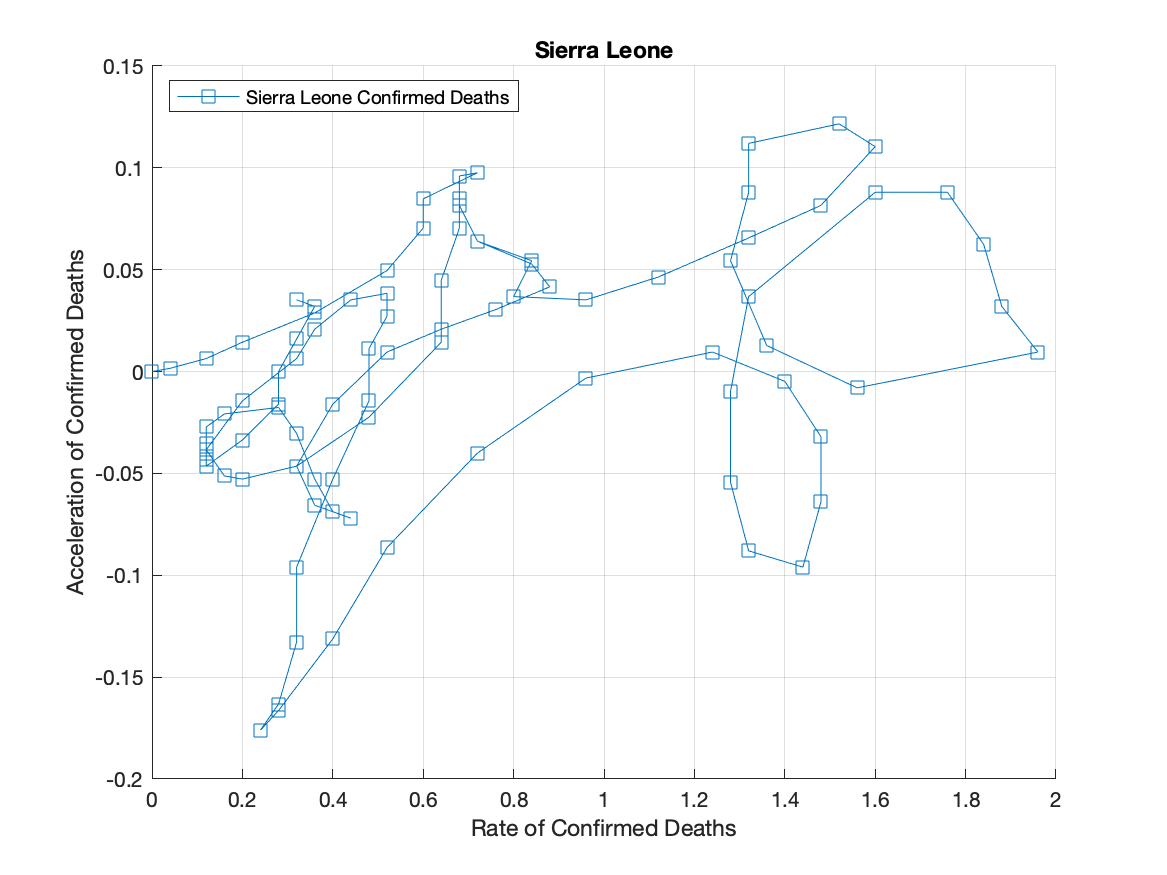 Sierra Leone
Sierra Leone Confirmed Deaths
0.15
0.1
0.05
0
-0.05
-0.1
-0.15
-0.2
Acceleration of Confirmed Deaths
0 0.2 0.4 0.6 0.8 1 1.2 1.4 1.6 1.8 2
Rate of Confirmed Deaths